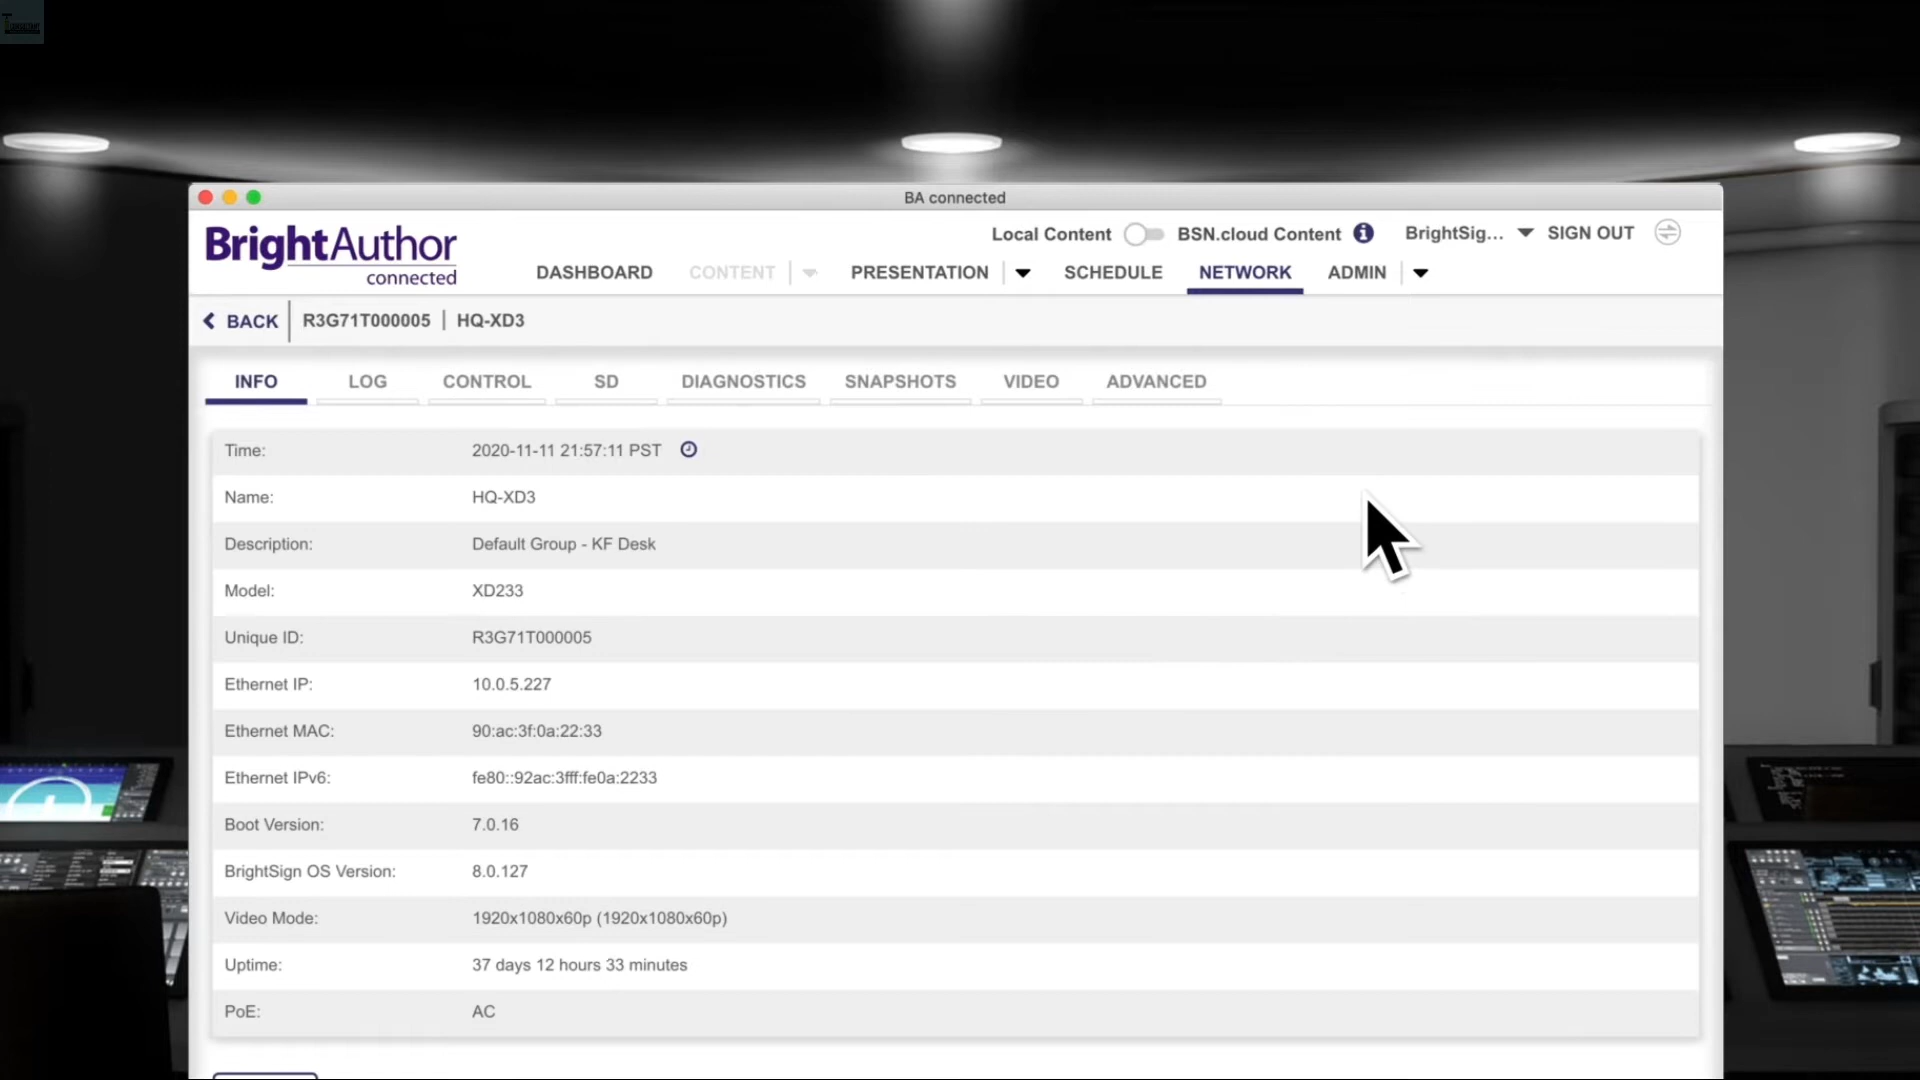 BA connected
BrightAuthor
connected
Local Content BSN.cloud Content BrightSig... SIGN OUT
DASHBOARD CONTENT PRESENTATION SCHEDULE NETWORK ADMIN
BACK R3G71T000005 | HQ-XD3
INFO LOG CONTROL SD DIAGNOSTICS SNAPSHOTS VIDEO ADVANCED
Time: 2020-11-11 21:57:11 PST
Name: HQ-XD3
Description: Default Group - KF Desk
Model: XD233
Unique ID: R3G71T000005
Ethernet IP: 10.0.5.227
Ethernet MAC: 90:ac:3f:0a:22:33
Ethernet IPv6: fe80::92ac:3fff:fe0a:2233
Boot Version: 7.0.16
BrightSign OS Version: 8.0.127
Video Mode: 1920x1080x60p (1920x1080x60p)
Uptime: 37 days 12 hours 33 minutes
PoE: AC